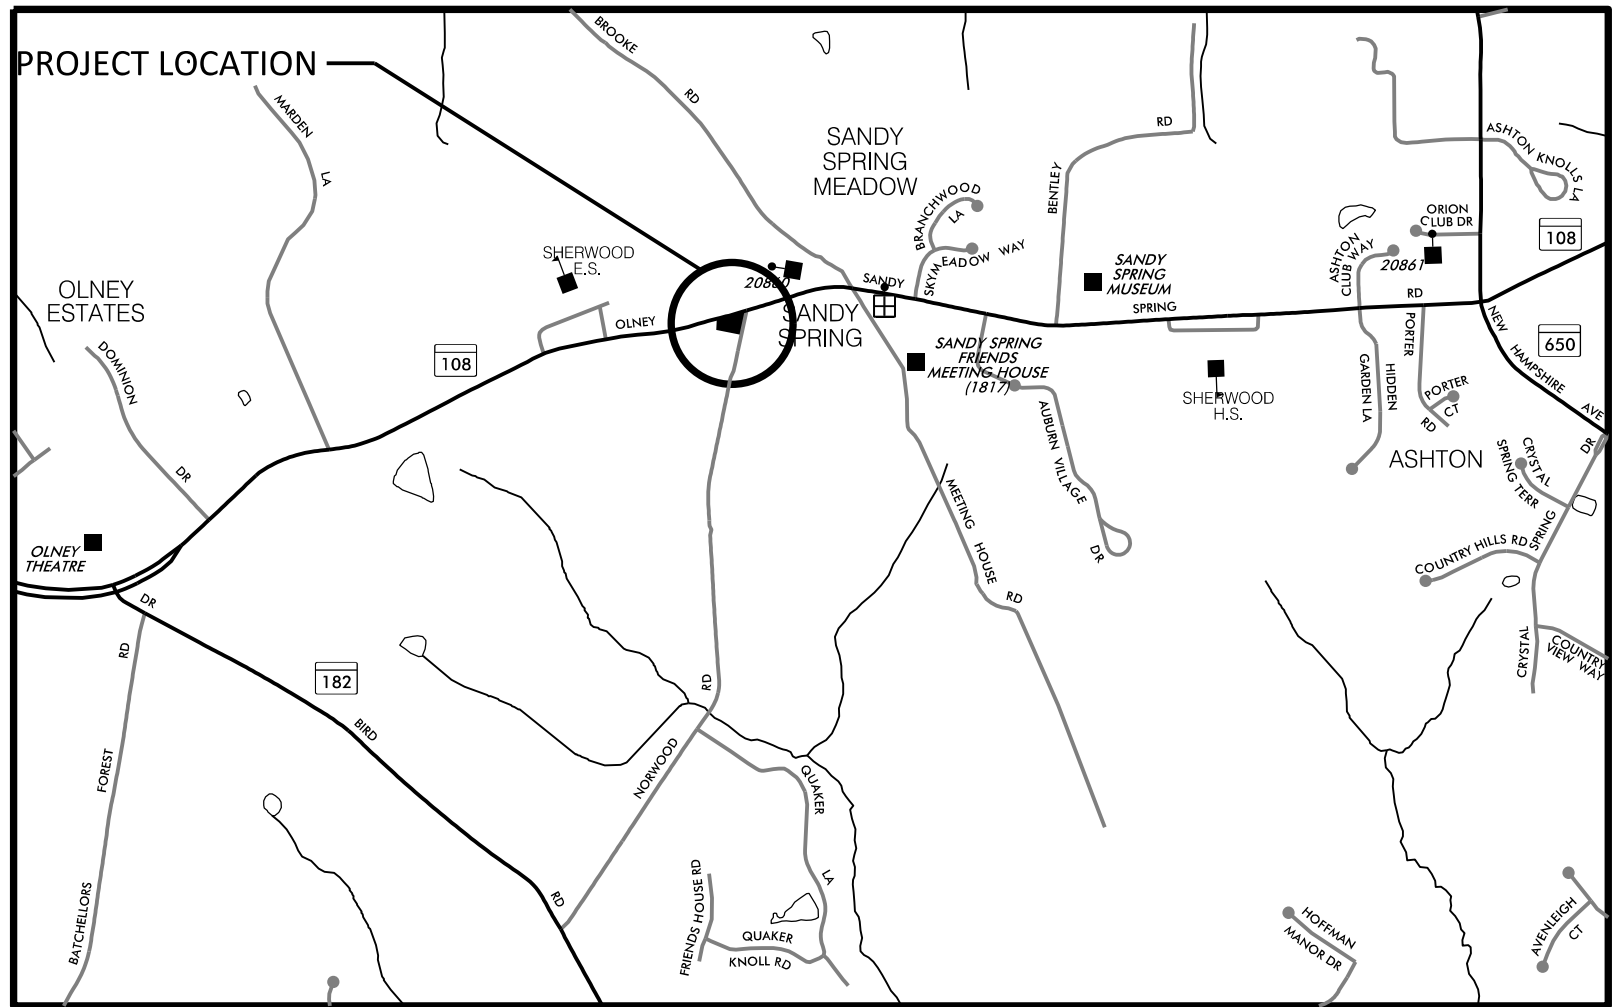 PROJECT LOCATION
BROOKE
RD
MARDEN
LA
SANDY
SPRING
MEADOW
BRANCHWOOD
LA
SKYM
EADOW WAY
BENTLEY
RD
ASHTON KNOLLS LA
ORION
CLUB DR
108
ASHTON
CLUB WAY
20861
SANDY
SPRING
MUSEUM
SHERWOOD
E.S.
20860
OLNEY
ESTATES
OLNEY
SANDY
SPRING
RD
SANDY
SPRING
108
DOMINION
DR
SANDY SPRING
FRIENDS
MEETING HOUSE
(1817)
SHERWOOD
H.S.
HIDDEN
GARDEN LA
PORTER
RD
PORTER
CT
NEW
HAMPSHIRE
AVE
650
ASHTON
CRYSTAL
SPRING TERR
CRYSTAL
SPRING
DR
COUNTRY HILLS RD
COUNTRY
VIEW WAY
AUBURN VILLAGE
DR
MEETING
HOUSE
RD
OLNEY
THEATRE
DR
BIRD
RD
182
BATCHELLORS
FOREST
RD
NORWOOD
RD
QUAKER
LA
FRIENDS HOUSE RD
QUAKER
KNOLL RD
HOFFMAN
MANOR DR
AVENLEIGH
CT